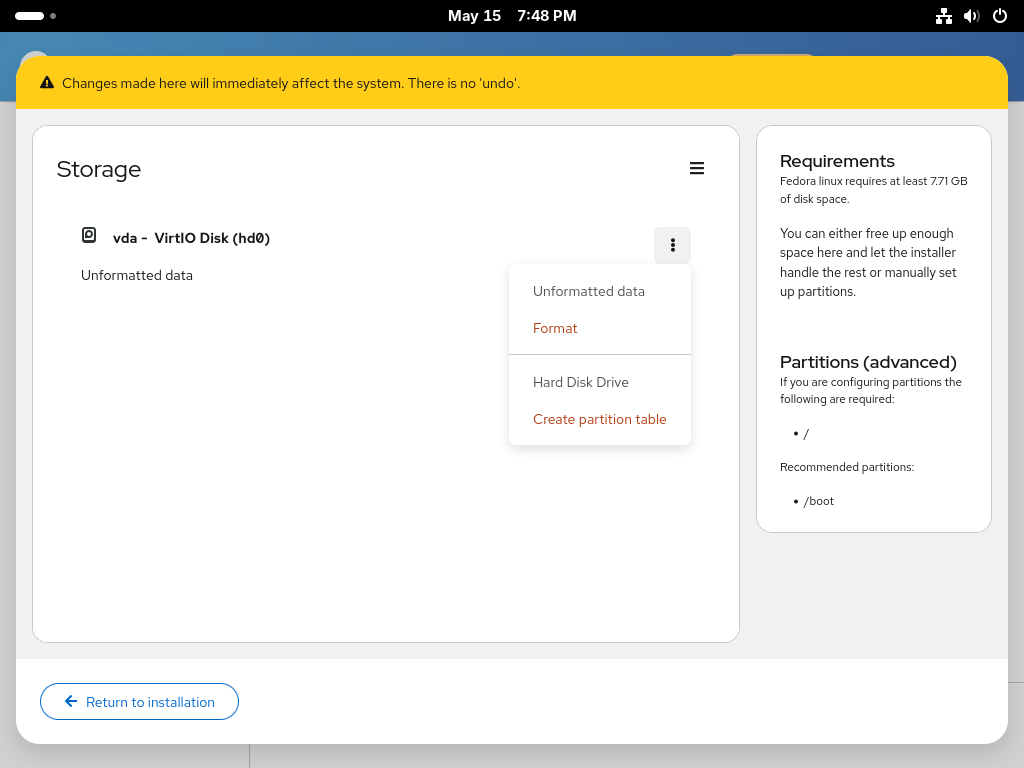 May 15 7:48 PM
Changes made here will immediately affect the system. There is no 'undo'.
Storage
vda - VirtIO Disk (hd0)
Unformatted data
Unformatted data
Format
Hard Disk Drive
Create partition table
Requirements
Fedora linux requires at least 7.71 GB
of disk space.
You can either free up enough
space here and let the installer
handle the rest or manually set
up partitions.
Partitions (advanced)
If you are configuring partitions the
following are required:
• /
Recommended partitions:
• /boot
Return to installation